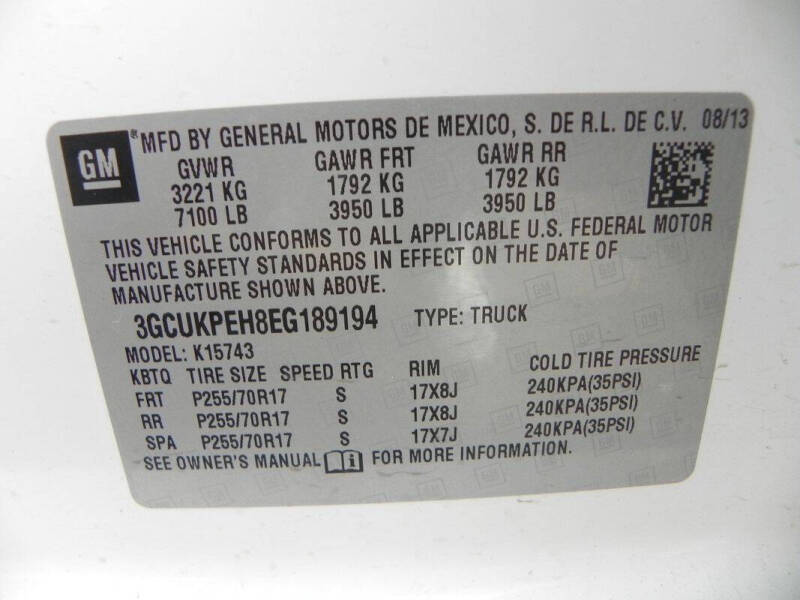 GM ® MFD BY GENERAL MOTORS DE MEXICO, S. DE R.L. DE C.V. 08/13
GVWR GAWR FRT GAWR RR
3221 KG 1792 KG 1792 KG
7100 LB 3950 LB 3950 LB
THIS VEHICLE CONFORMS TO ALL APPLICABLE U.S. FEDERAL MOTOR
VEHICLE SAFETY STANDARDS IN EFFECT ON THE DATE OF
MANUFACTURE SHOWN ABOVE.
3GCUKPEH8EG189194 TYPE: TRUCK
MODEL: K15743
KBTQ TIRE SIZE SPEED RTG RIM COLD TIRE PRESSURE
FRT P255/70R17 S 17X8J 240KPA(35PSI)
RR P255/70R17 S 17X8J 240KPA(35PSI)
SPA P255/70R17 S 17X7J 240KPA(35PSI)
SEE OWNER'S MANUAL FOR MORE INFORMATION.